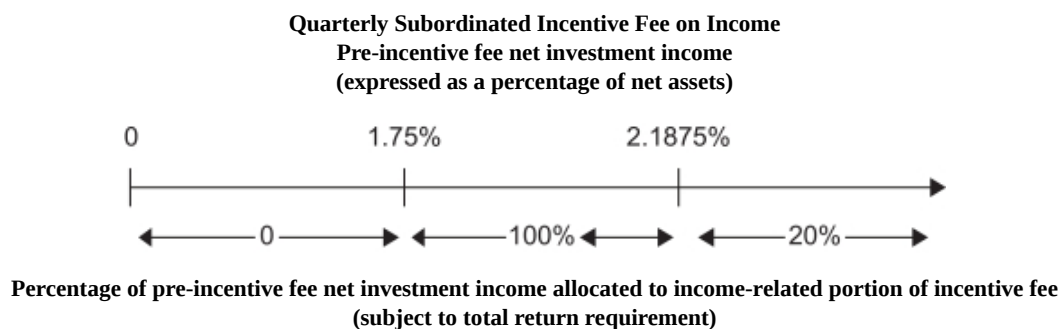 Quarterly Subordinated Incentive Fee on Income
Pre-incentive fee net investment income
(expressed as a percentage of net assets)
0 1.75% 2.1875%
0 100% 20%
Percentage of pre-incentive fee net investment income allocated to income-related portion of incentive fee
(subject to total return requirement)